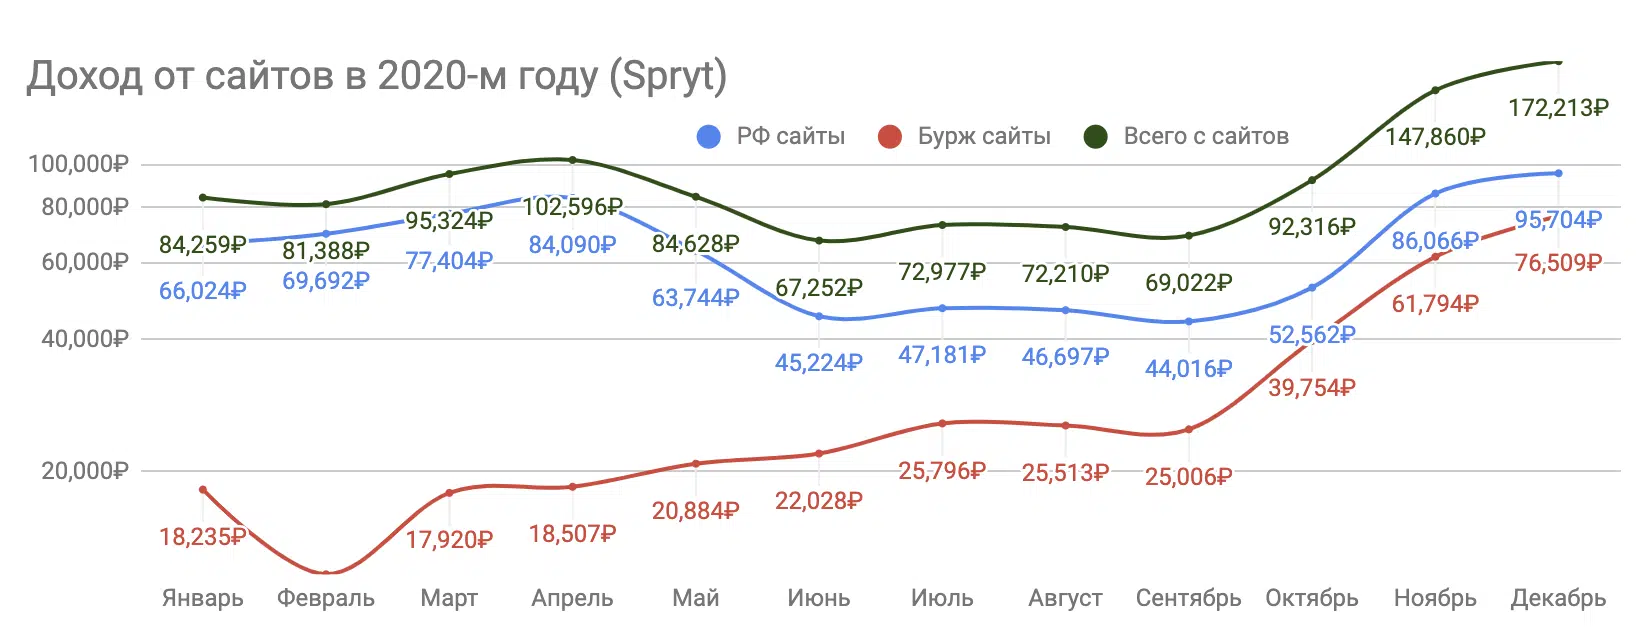 Доход от сайтов в 2020-м году (Spryt)
РФ сайты Бурж сайты Всего с сайтов
100,000₽
80,000₽
60,000₽
40,000₽
20,000₽
84,259₽ 81,388₽ 95,324₽ 102,596₽ 84,628₽ 67,252₽ 72,977₽ 72,210₽ 69,022₽ 92,316₽ 147,860₽ 172,213₽
66,024₽ 69,692₽ 77,404₽ 84,090₽ 63,744₽ 45,224₽ 47,181₽ 46,697₽ 44,016₽ 52,562₽ 86,066₽ 95,704₽
18,235₽ 17,920₽ 18,507₽ 20,884₽ 22,028₽ 25,796₽ 25,513₽ 25,006₽ 39,754₽ 61,794₽ 76,509₽
Январь Февраль Март Апрель Май Июнь Июль Август Сентябрь Октябрь Ноябрь Декабрь